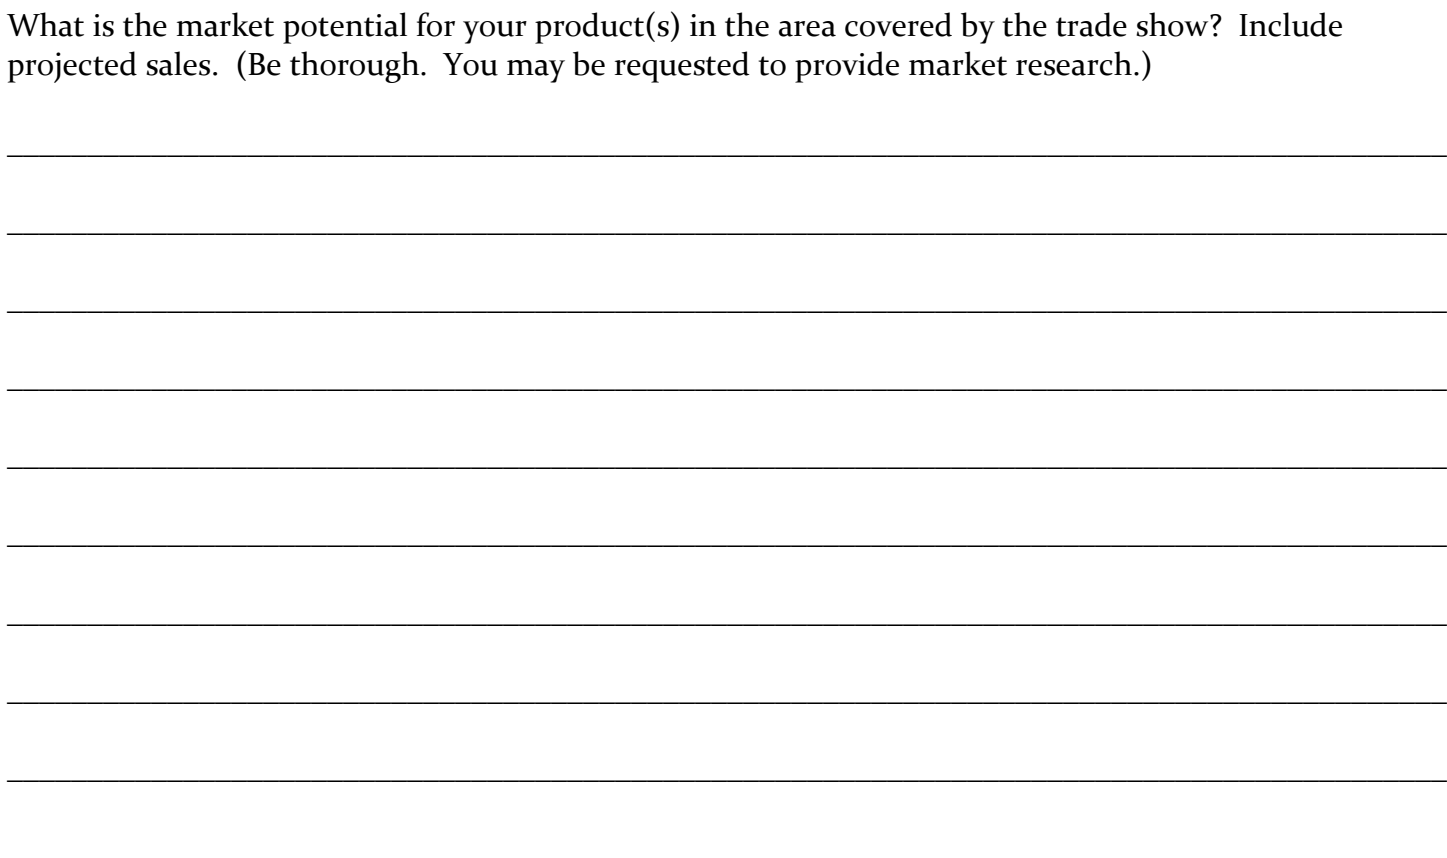 What is the market potential for your product(s) in the area covered by the trade show?  Include
projected sales.  (Be thorough.  You may be requested to provide market research.)